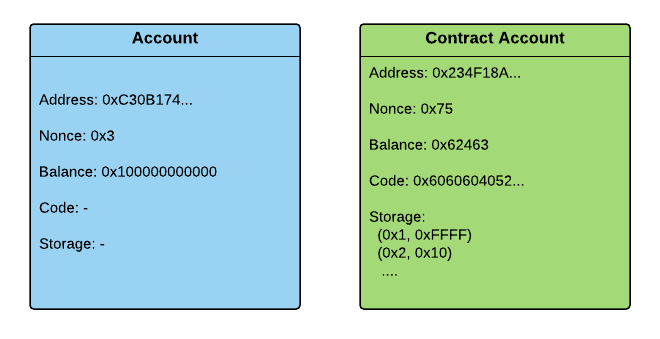 Account
Address: 0xC30B174...
Nonce: 0x3
Balance: 0x100000000000
Code: -
Storage: -
Contract Account
Address: 0x234F18A...
Nonce: 0x75
Balance: 0x62463
Code: 0x6060604052...
Storage:
(0x1, 0xFFFF)
(0x2, 0x10)
....